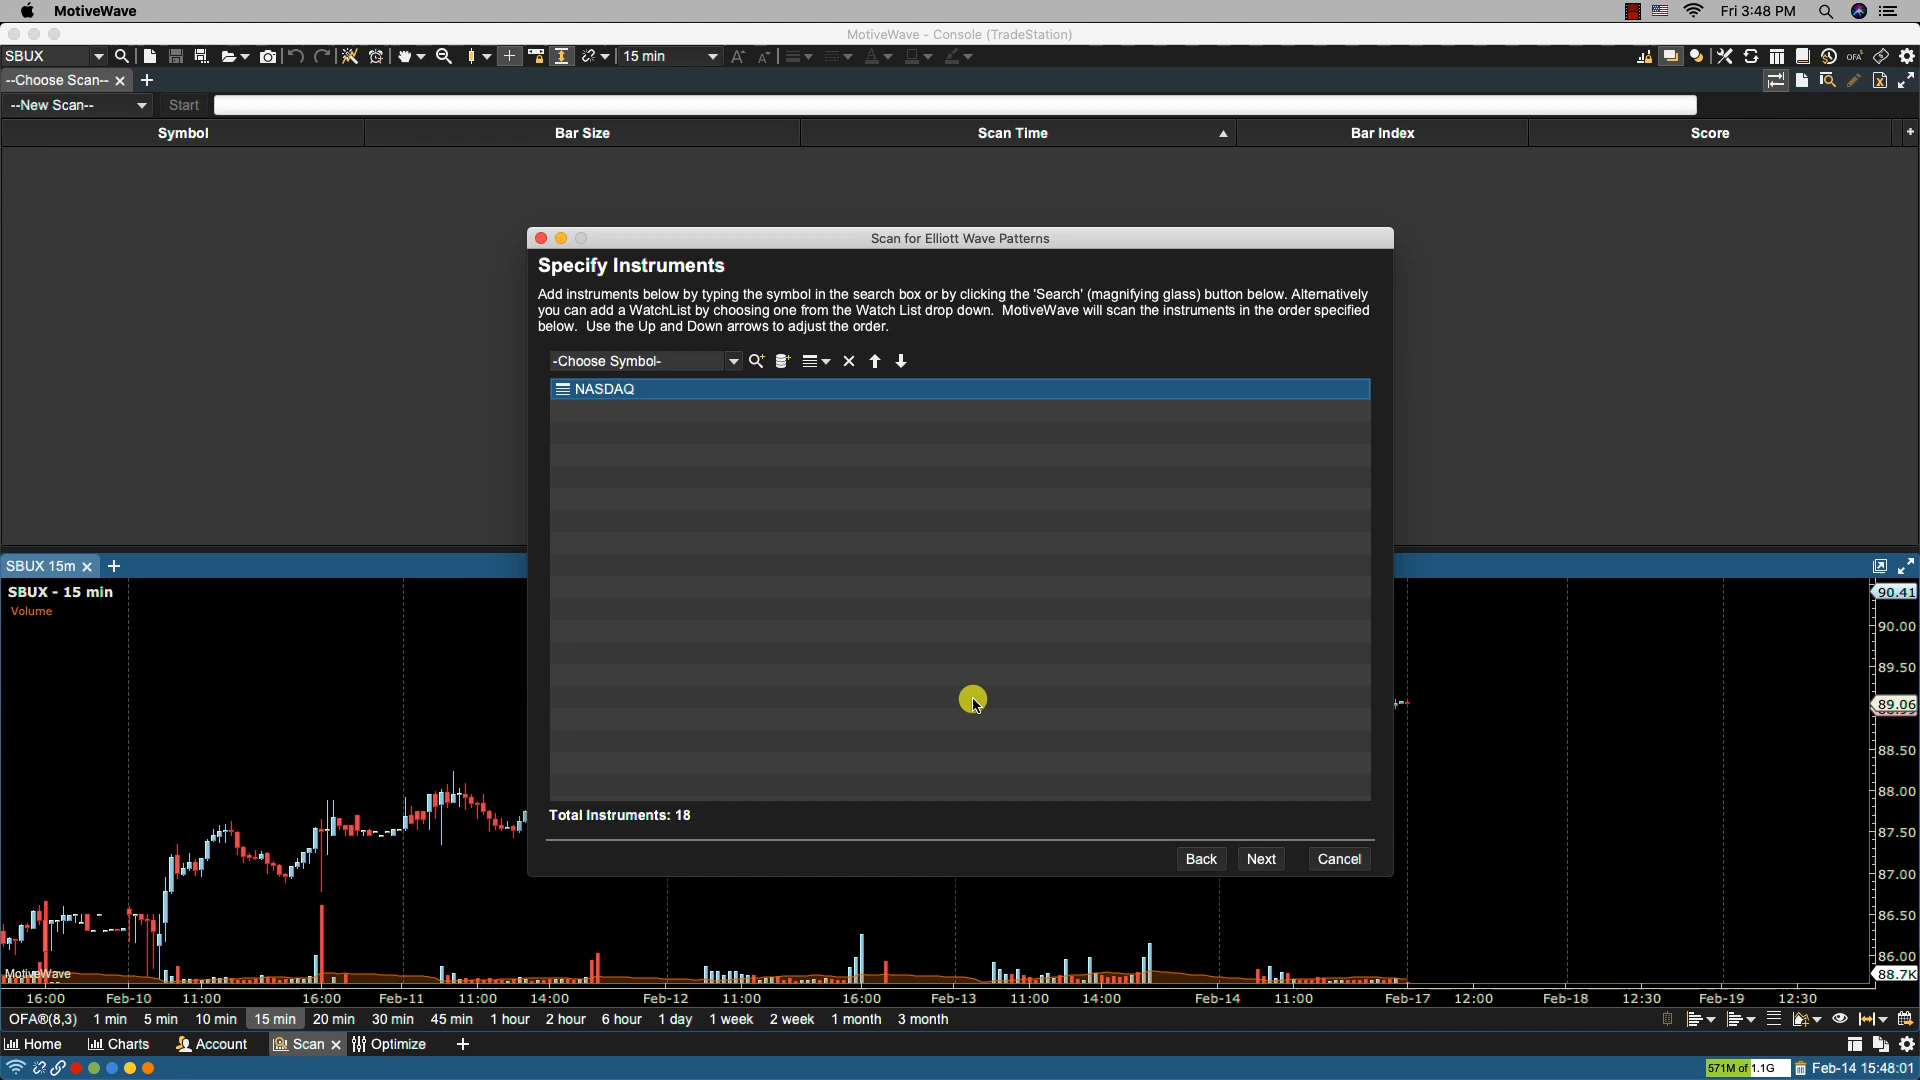 MotiveWave
Fri 3:48 PM
MotiveWave - Console (TradeStation)
SBUX
15 min
--Choose Scan--
--New Scan--
Start
Symbol
Bar Size
Scan Time
Bar Index
Score
Scan for Elliott Wave Patterns
Specify Instruments
Add instruments below by typing the symbol in the search box or by clicking the 'Search' (magnifying glass) button below. Alternatively
you can add a WatchList by choosing one from the Watch List drop down. MotiveWave will scan the instruments in the order specified
below. Use the Up and Down arrows to adjust the order.
-Choose Symbol-
NASDAQ
Total Instruments: 18
Back
Next
Cancel
SBUX 15m
SBUX - 15 min
Volume
90.41
90.00
89.50
89.06
88.50
88.00
87.50
87.00
86.50
86.00
88.7K
MotiveWave
16:00 Feb-10 11:00 16:00 Feb-11 11:00 14:00 Feb-12 11:00 16:00 Feb-13 11:00 14:00 Feb-14 11:00 Feb-17 12:00 Feb-18 12:30 Feb-19 12:30
OFA®(8,3) 1 min 5 min 10 min 15 min 20 min 30 min 45 min 1 hour 2 hour 6 hour 1 day 1 week 2 week 1 month 3 month
Home Charts Account Scan Optimize
571M of 1.1G Feb-14 15:48:01